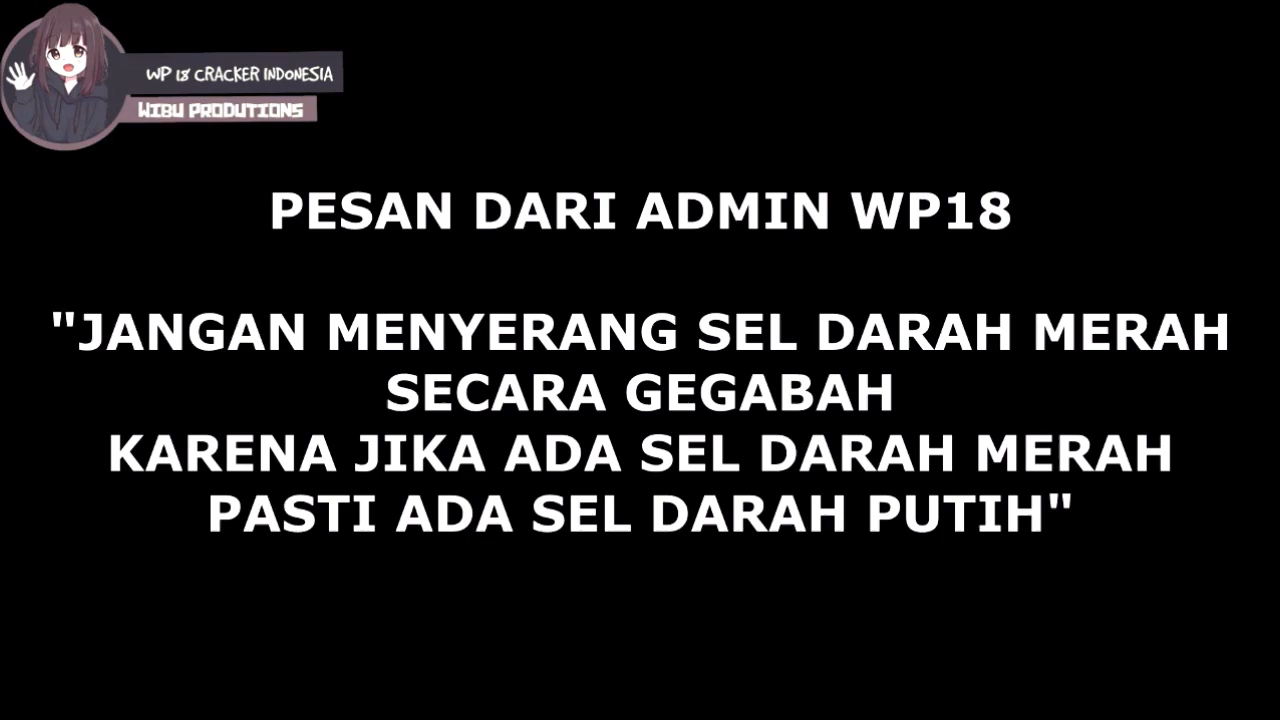 WP 18 CRACKER INDONESIA
WIBU PRODUTIONS
PESAN DARI ADMIN WP18
"JANGAN MENYERANG SEL DARAH MERAH
SECARA GEGABAH
KARENA JIKA ADA SEL DARAH MERAH
PASTI ADA SEL DARAH PUTIH"